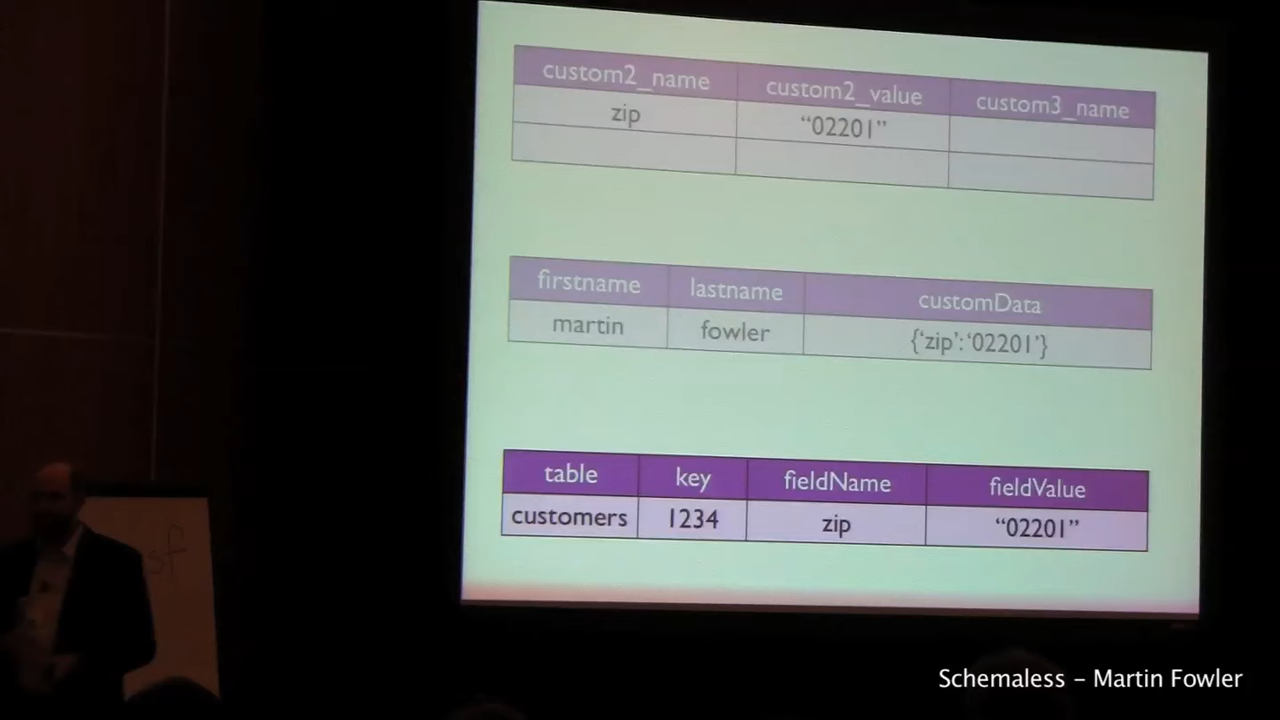 custom2_name custom2_value custom3_name
zip “02201”
firstname lastname customData
martin fowler {‘zip’:‘02201’}
table key fieldName fieldValue
customers 1234 zip “02201”
sf
Schemaless – Martin Fowler